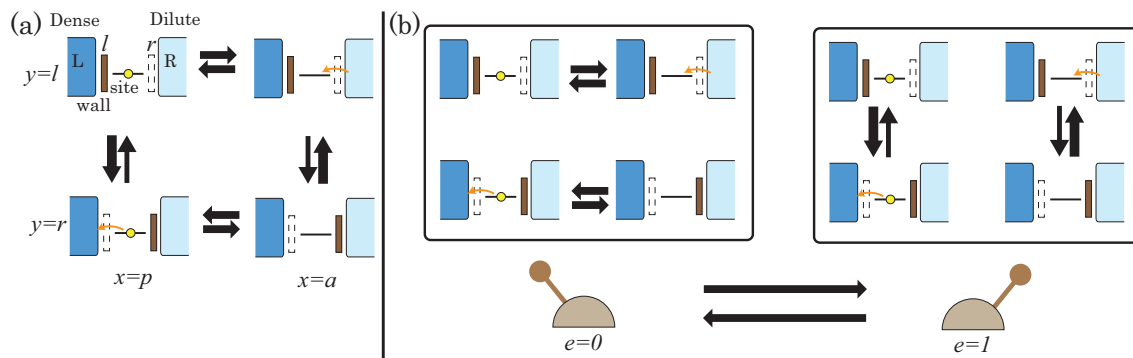 (a) Dense Dilute
l r
L R
y=l
site
wall
y=r
x=p x=a
(b)
e=0 e=1